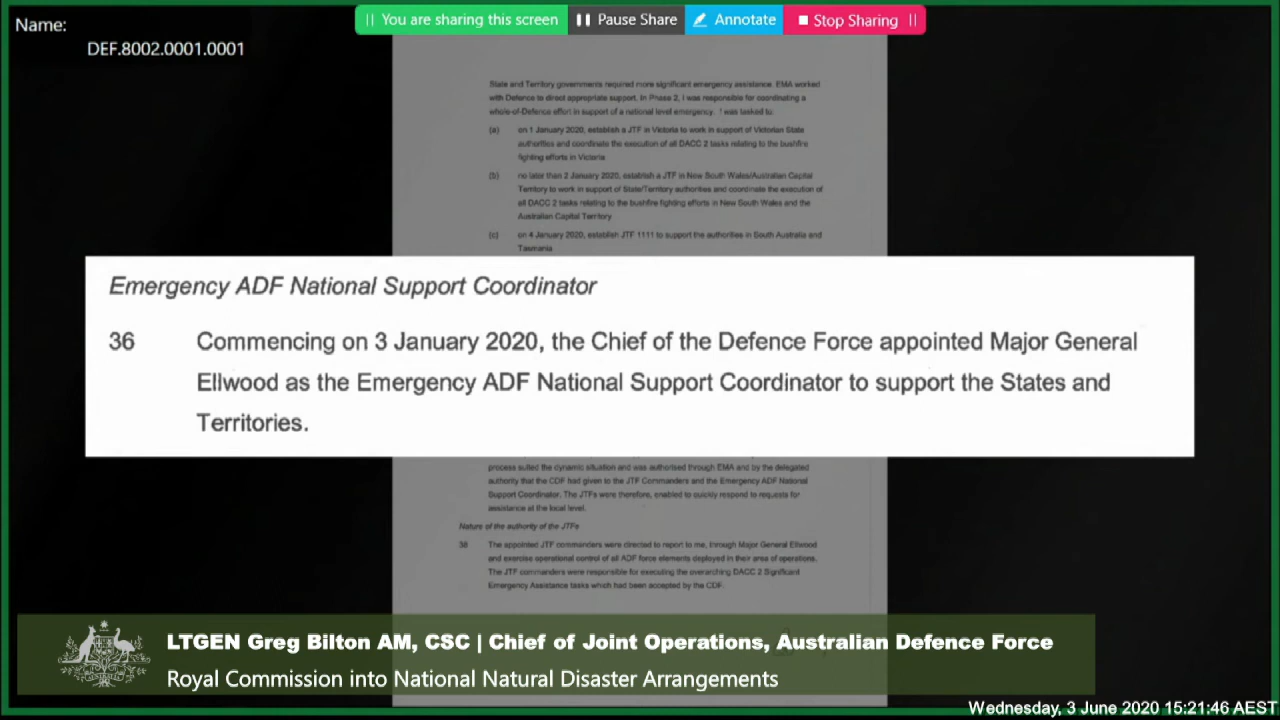 Name:
DEF.8002.0001.0001
You are sharing this screen
Pause Share
Annotate
Stop Sharing
State and Territory governments required more significant emergency assistance. EMA worked
with Defence to direct appropriate support. In Phase 2, I was responsible for coordinating a
whole-of-Defence effort in support of a national level emergency. I was tasked to:
(a) on 1 January 2020, establish a JTF in Victoria to work in support of Victorian State
authorities and coordinate the execution of all DACC 2 tasks relating to the bushfire
fighting efforts in Victoria
(b) no later than 2 January 2020, establish a JTF in New South Wales/Australian Capital
Territory to work in support of State/Territory authorities and coordinate the execution of
all DACC 2 tasks relating to the bushfire fighting efforts in New South Wales and the
Australian Capital Territory
(c) on 4 January 2020, establish JTF 1111 to support the authorities in South Australia and
Tasmania
Emergency ADF National Support Coordinator
36 Commencing on 3 January 2020, the Chief of the Defence Force appointed Major General
Ellwood as the Emergency ADF National Support Coordinator to support the States and
Territories.
process suited the dynamic situation and was authorised through EMA and by the delegated
authority that the CDF had given to the JTF Commanders and the Emergency ADF National
Support Coordinator. The JTFs were therefore, enabled to quickly respond to requests for
assistance at the local level.
Nature of the authority of the JTFs
38 The appointed JTF commanders were directed to report to me, through Major General Ellwood
and exercise operational control of all ADF force elements deployed in their area of operations.
The JTF commanders were responsible for executing the overarching DACC 2 Significant
Emergency Assistance tasks which had been accepted by the CDF.
LTGEN Greg Bilton AM, CSC | Chief of Joint Operations, Australian Defence Force
Royal Commission into National Natural Disaster Arrangements
Wednesday, 3 June 2020 15:21:46 AEST